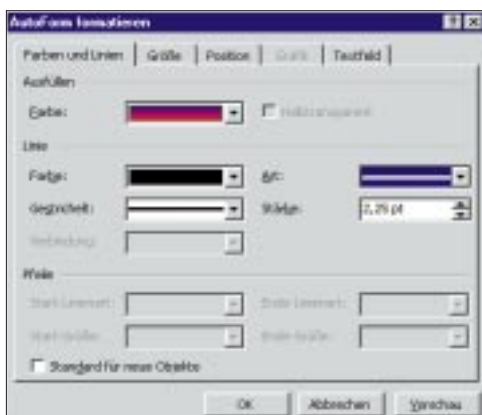 AutoForm formatieren
Farben und Linien Größe Position Grafik Textfeld
Ausfüllen
Farbe: Halbtransparent
Linie
Farbe: Art:
Gestrichelt: Stärke: 2,25 pt
Verbindung:
Pfeile
Start-Linienart: Ende-Linienart:
Start-Größe: Ende-Größe:
Standard für neue Objekte
OK Abbrechen Vorschau